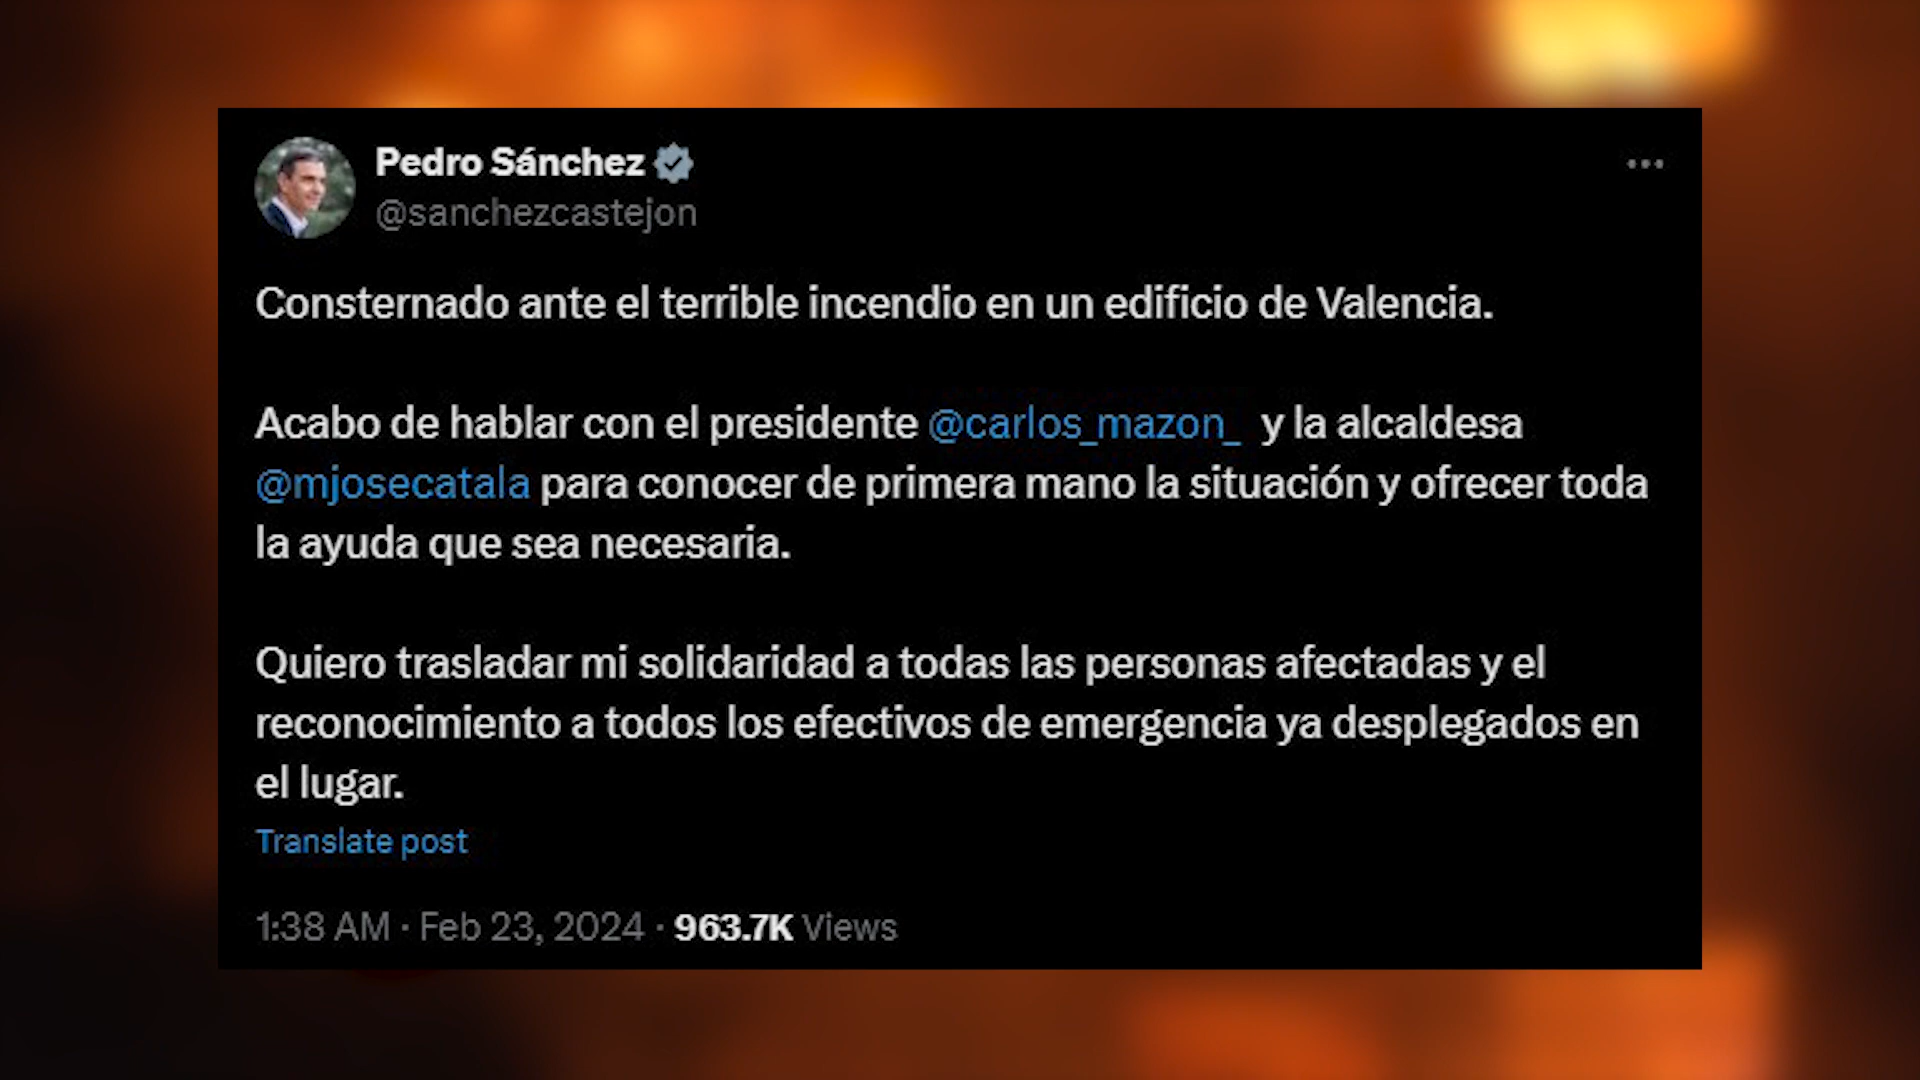 Pedro Sánchez
@sanchezcastejon
Consternado ante el terrible incendio en un edificio de Valencia.
Acabo de hablar con el presidente @carlos_mazon_ y la alcaldesa
@mjosecatala para conocer de primera mano la situación y ofrecer toda
la ayuda que sea necesaria.
Quiero trasladar mi solidaridad a todas las personas afectadas y el
reconocimiento a todos los efectivos de emergencia ya desplegados en
el lugar.
Translate post
1:38 AM · Feb 23, 2024 · 963.7K Views